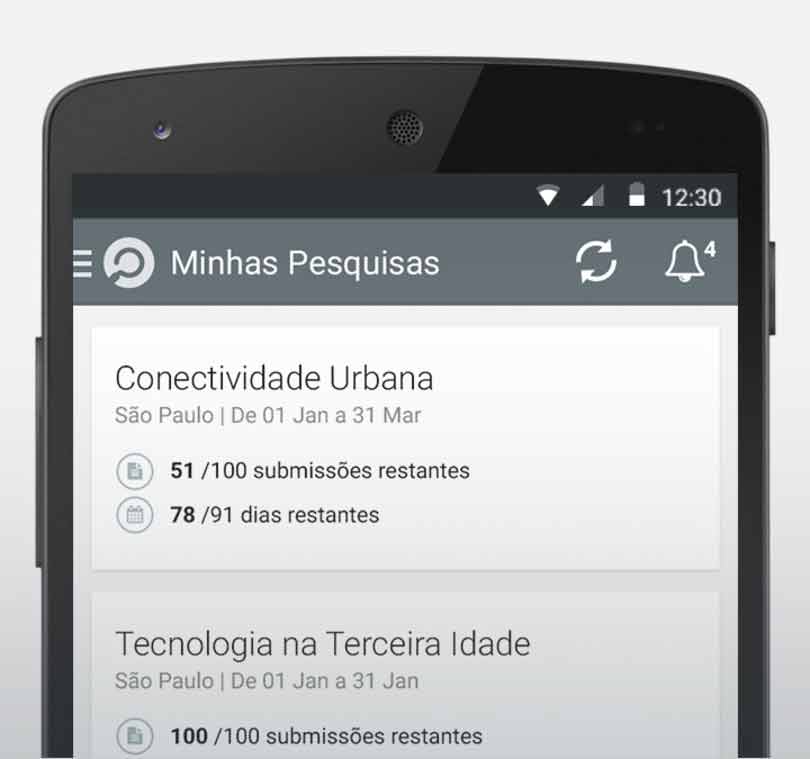 12:30
Minhas Pesquisas
4
Conectividade Urbana
São Paulo | De 01 Jan a 31 Mar
51 /100 submissões restantes
78 /91 dias restantes
Tecnologia na Terceira Idade
São Paulo | De 01 Jan a 31 Jan
100 /100 submissões restantes